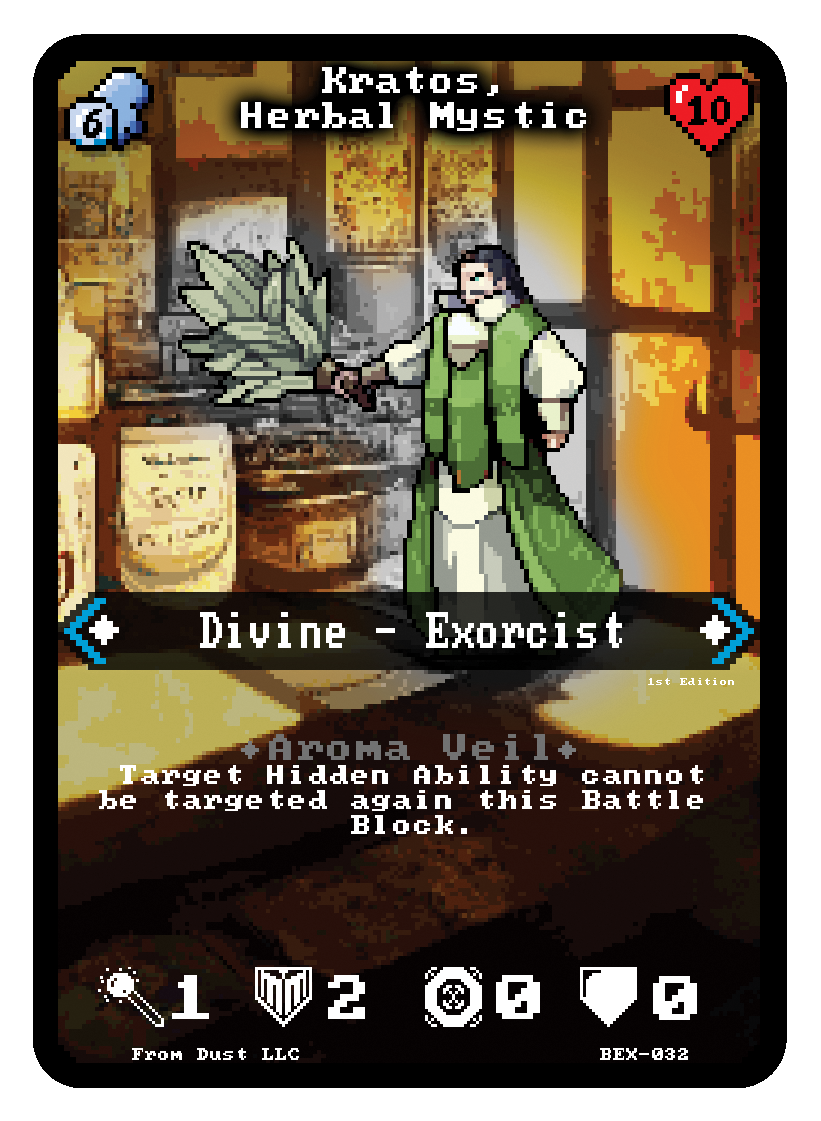 Kratos,
Herbal Mystic
6
10
Divine - Exorcist
1st Edition
✦Aroma Veil✦
Target Hidden Ability cannot
be targeted again this Battle
Block.
1 2 0 0
From Dust LLC BEX-032